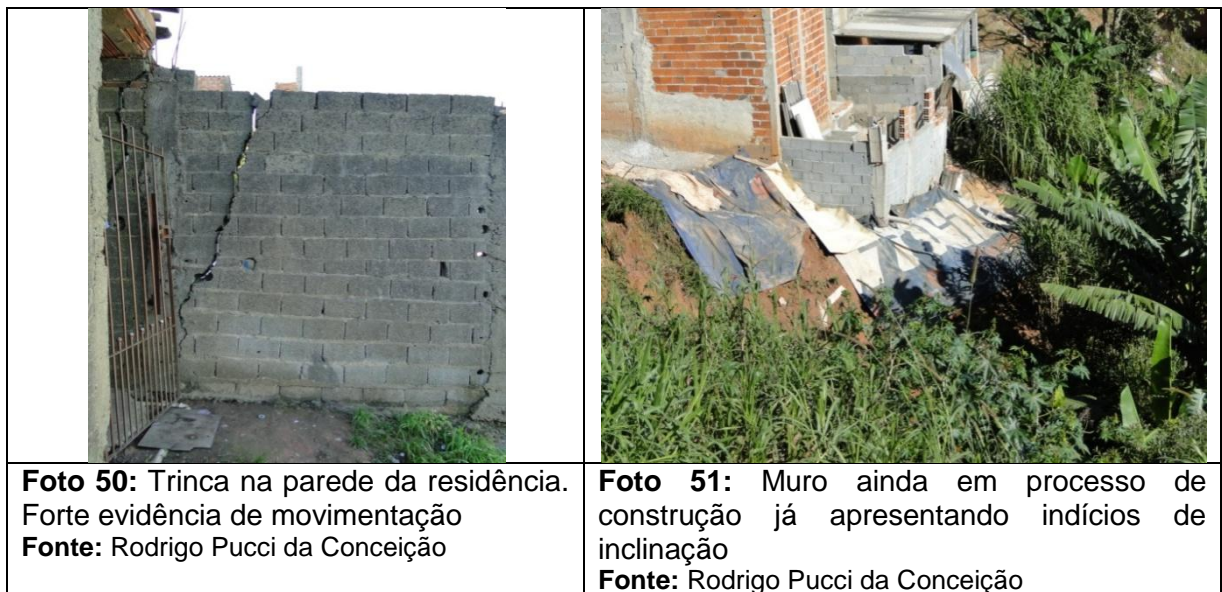 Foto 50: Trinca na parede da residência.
Forte evidência de movimentação
Fonte: Rodrigo Pucci da Conceição
Foto 51: Muro ainda em processo de
construção já apresentando indícios de
inclinação
Fonte: Rodrigo Pucci da Conceição